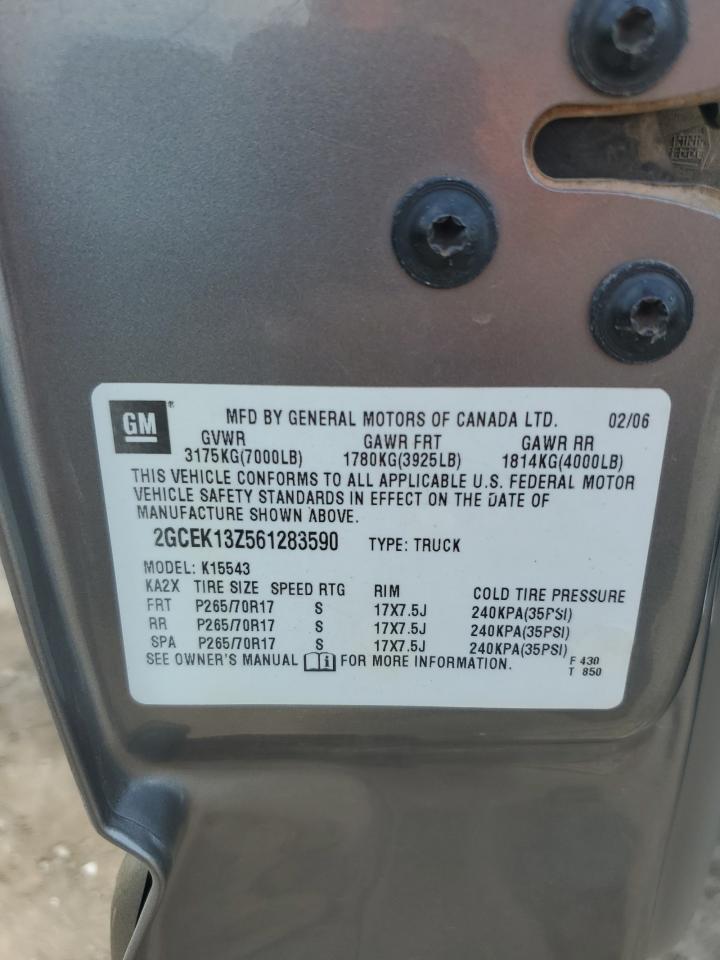 GM ® MFD BY GENERAL MOTORS OF CANADA LTD. 02/06
GVWR GAWR FRT GAWR RR
3175KG(7000LB) 1780KG(3925LB) 1814KG(4000LB)
THIS VEHICLE CONFORMS TO ALL APPLICABLE U.S. FEDERAL MOTOR
VEHICLE SAFETY STANDARDS IN EFFECT ON THE DATE OF
MANUFACTURE SHOWN ABOVE.
2GCEK13Z561283590 TYPE: TRUCK
MODEL: K15543
KA2X TIRE SIZE SPEED RTG RIM COLD TIRE PRESSURE
FRT P265/70R17 S 17X7.5J 240KPA(35PSI)
RR P265/70R17 S 17X7.5J 240KPA(35PSI)
SPA P265/70R17 S 17X7.5J 240KPA(35PSI)
SEE OWNER'S MANUAL i FOR MORE INFORMATION. F 430
T 850